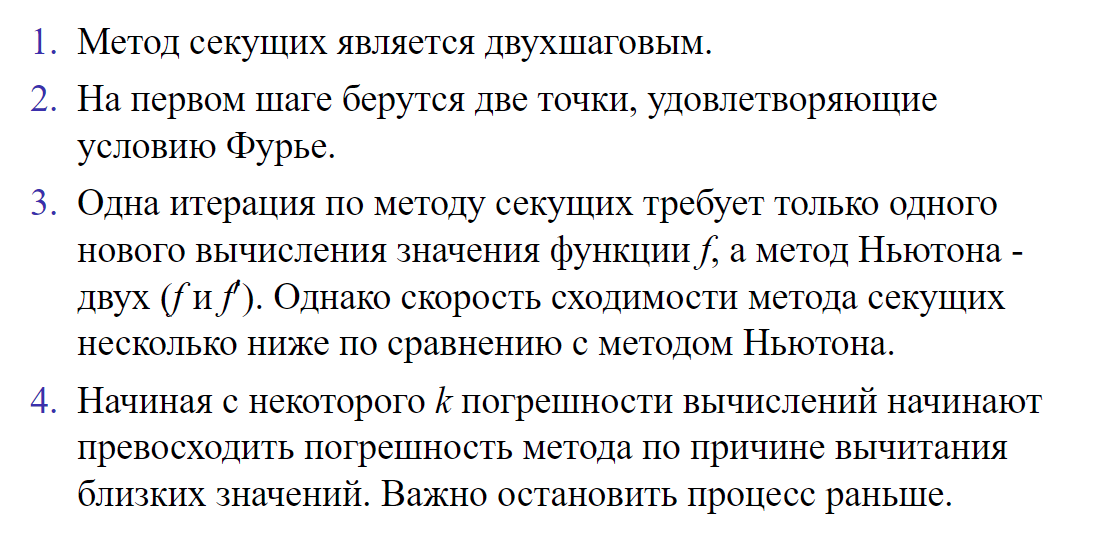 1. Метод секущих является двухшаговым.
2. На первом шаге берутся две точки, удовлетворяющие
условию Фурье.
3. Одна итерация по методу секущих требует только одного
нового вычисления значения функции f, а метод Ньютона -
двух (f и f′). Однако скорость сходимости метода секущих
несколько ниже по сравнению с методом Ньютона.
4. Начиная с некоторого k погрешности вычислений начинают
превосходить погрешность метода по причине вычитания
близких значений. Важно остановить процесс раньше.